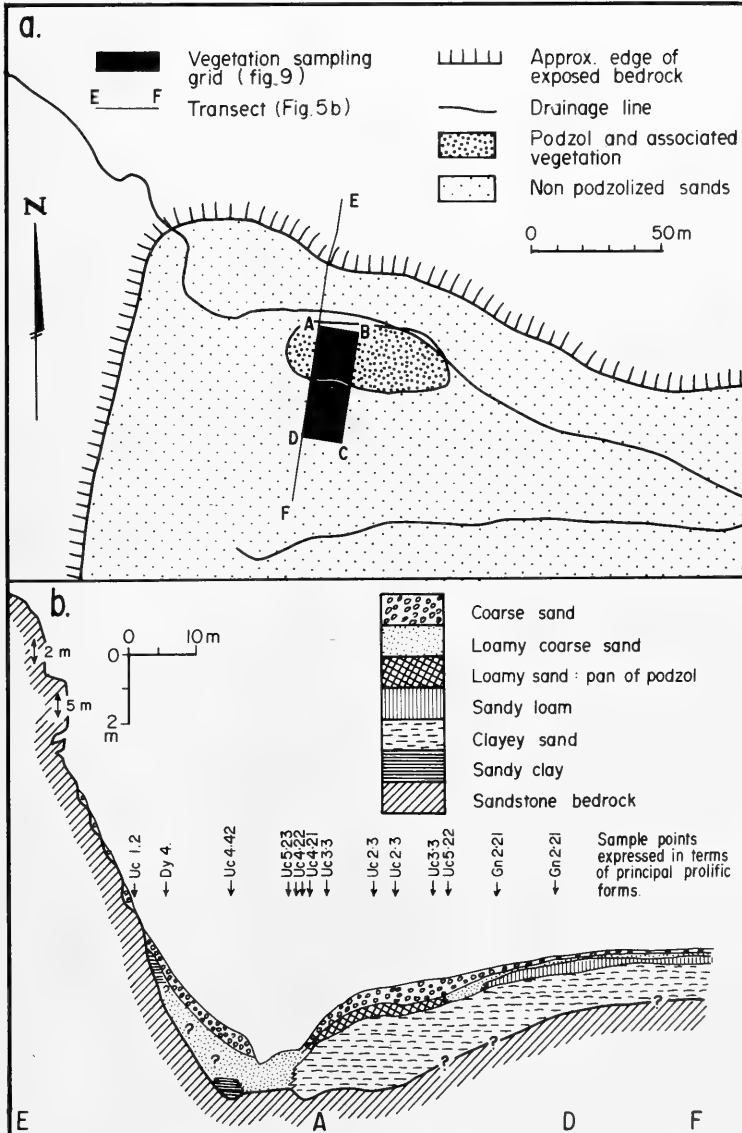 a.
Vegetation sampling
grid (fig.9)
E F
Transect (Fig.5b)
Approx. edge of
exposed bedrock
Drainage line
Podzol and associated
vegetation
Non podzolized sands
0 50m
N
E
A
B
D
C
F
b.
0 10m
0
2
m
2 m
5 m
Coarse sand
Loamy coarse sand
Loamy sand : pan of podzol
Sandy loam
Clayey sand
Sandy clay
Sandstone bedrock
Uc 1.2
Dy 4.
Uc 4.42
Uc 5.23
Uc 4.22
Uc 4.21
Uc 3.3
Uc 2.3
Uc 2.3
Uc 3.3
Uc 5.22
Gn 2.21
Gn 2.21
Sample points
expressed in terms
of principal prolific
forms.
?
?
?
?
?
E A D F